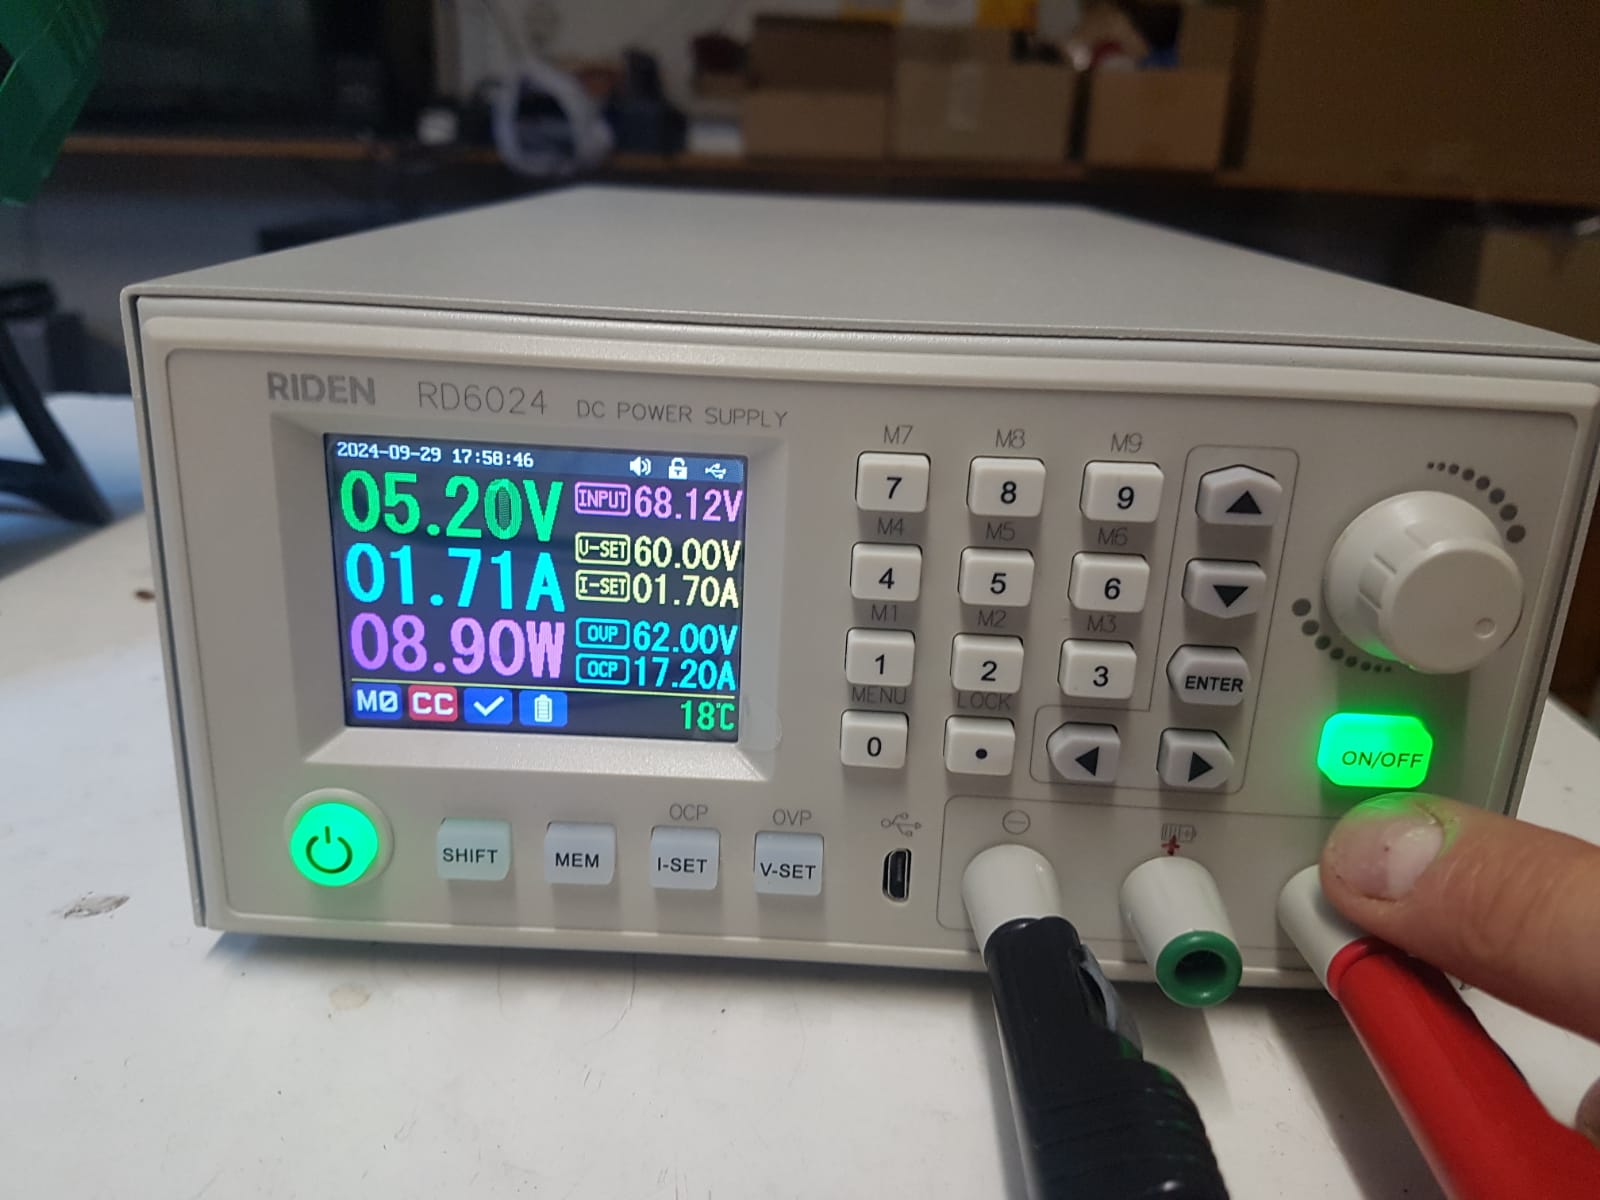 RIDEN RD6024 DC POWER SUPPLY
2024-09-29 17:58:46
05.20V
01.71A
08.90W
INPUT 68.12V
V-SET 60.00V
I-SET 01.70A
OVP 62.00V
OCP 17.20A
M0 CC 18℃
M7 M8 M9
7 8 9
M4 M5 M6
4 5 6
M1 M2 M3
1 2 3
MENU LOCK
0 .
ENTER
ON/OFF
OCP OVP
SHIFT MEM I-SET V-SET